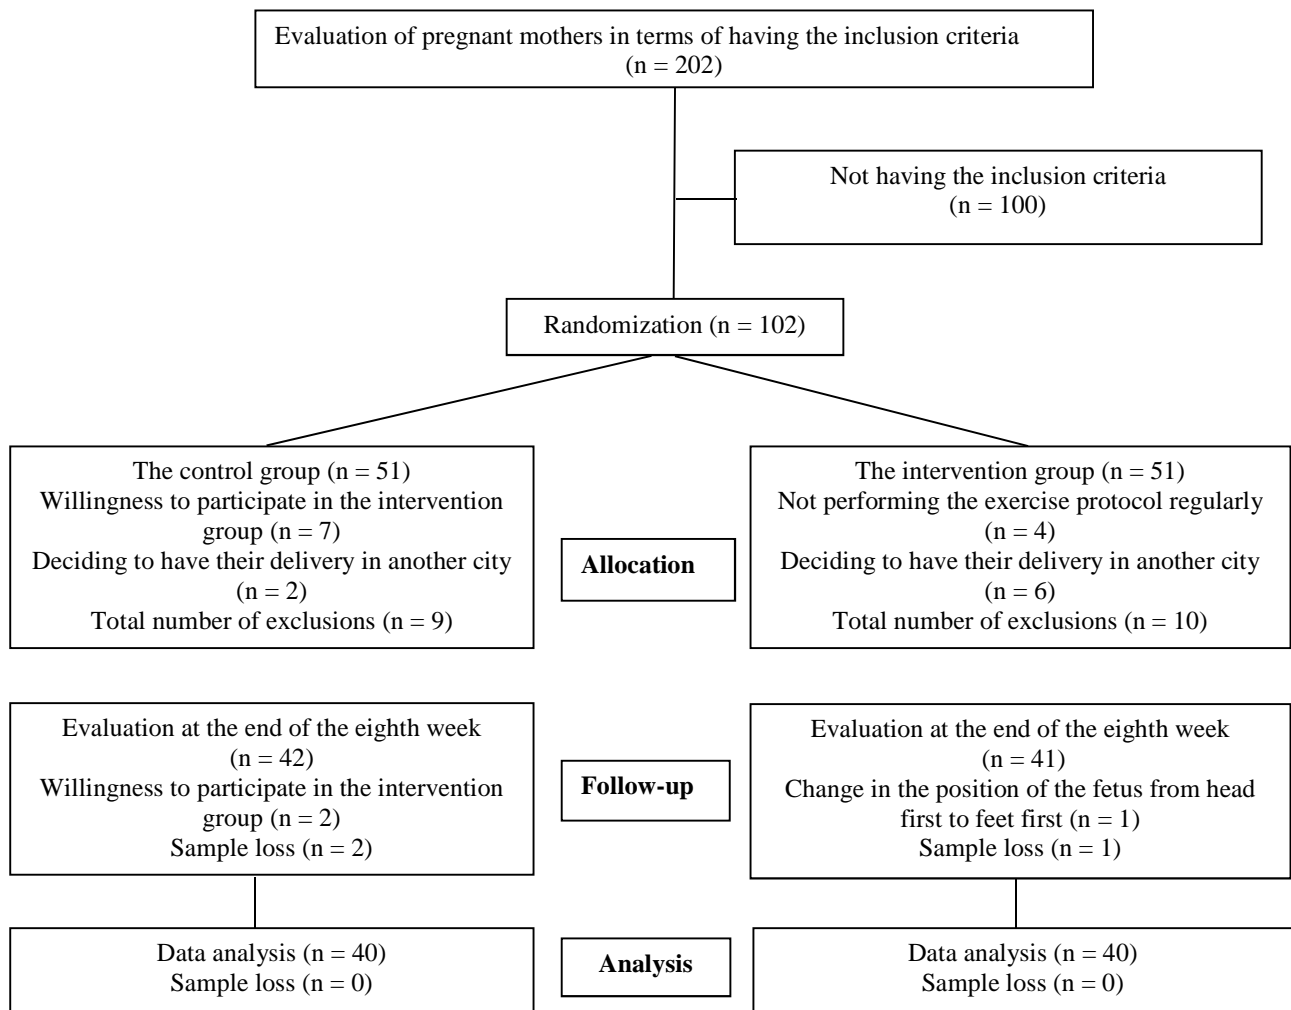 Evaluation of pregnant mothers in terms of having the inclusion criteria
(n = 202)
Not having the inclusion criteria
(n = 100)
Randomization (n = 102)
The control group (n = 51)
Willingness to participate in the intervention
group (n = 7)
Deciding to have their delivery in another city
(n = 2)
Total number of exclusions (n = 9)
Allocation
The intervention group (n = 51)
Not performing the exercise protocol regularly
(n = 4)
Deciding to have their delivery in another city
(n = 6)
Total number of exclusions (n = 10)
Evaluation at the end of the eighth week
(n = 42)
Willingness to participate in the intervention
group (n = 2)
Sample loss (n = 2)
Follow-up
Evaluation at the end of the eighth week
(n = 41)
Change in the position of the fetus from head
first to feet first (n = 1)
Sample loss (n = 1)
Data analysis (n = 40)
Sample loss (n = 0)
Analysis
Data analysis (n = 40)
Sample loss (n = 0)